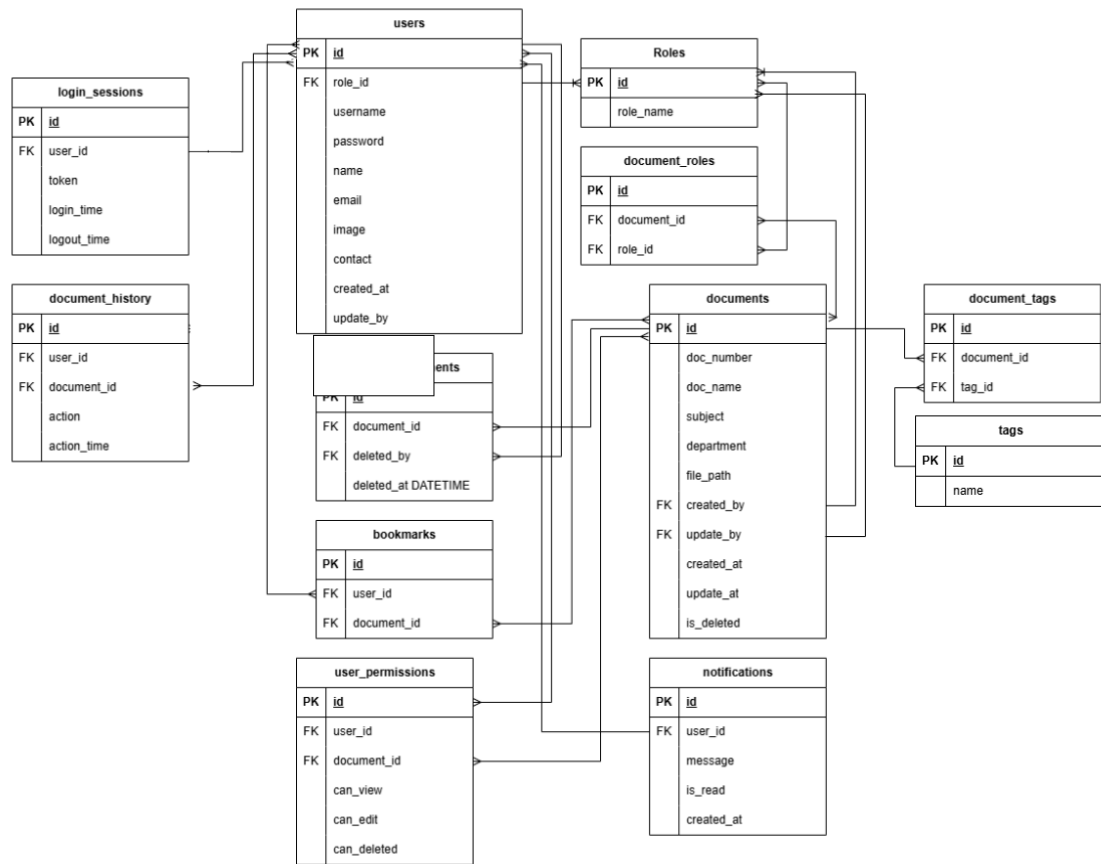 users
PK id
FK role_id
username
password
name
email
image
contact
created_at
update_by
Roles
PK id
role_name
login_sessions
PK id
FK user_id
token
login_time
logout_time
document_roles
PK id
FK document_id
FK role_id
document_history
PK id
FK user_id
FK document_id
action
action_time
documents
PK id
doc_number
doc_name
subject
department
file_path
FK created_by
FK update_by
created_at
update_at
is_deleted
document_tags
PK id
FK document_id
FK tag_id
tags
PK id
name
ents
PK id
FK document_id
FK deleted_by
deleted_at DATETIME
bookmarks
PK id
FK user_id
FK document_id
user_permissions
PK id
FK user_id
FK document_id
can_view
can_edit
can_deleted
notifications
PK id
FK user_id
message
is_read
created_at